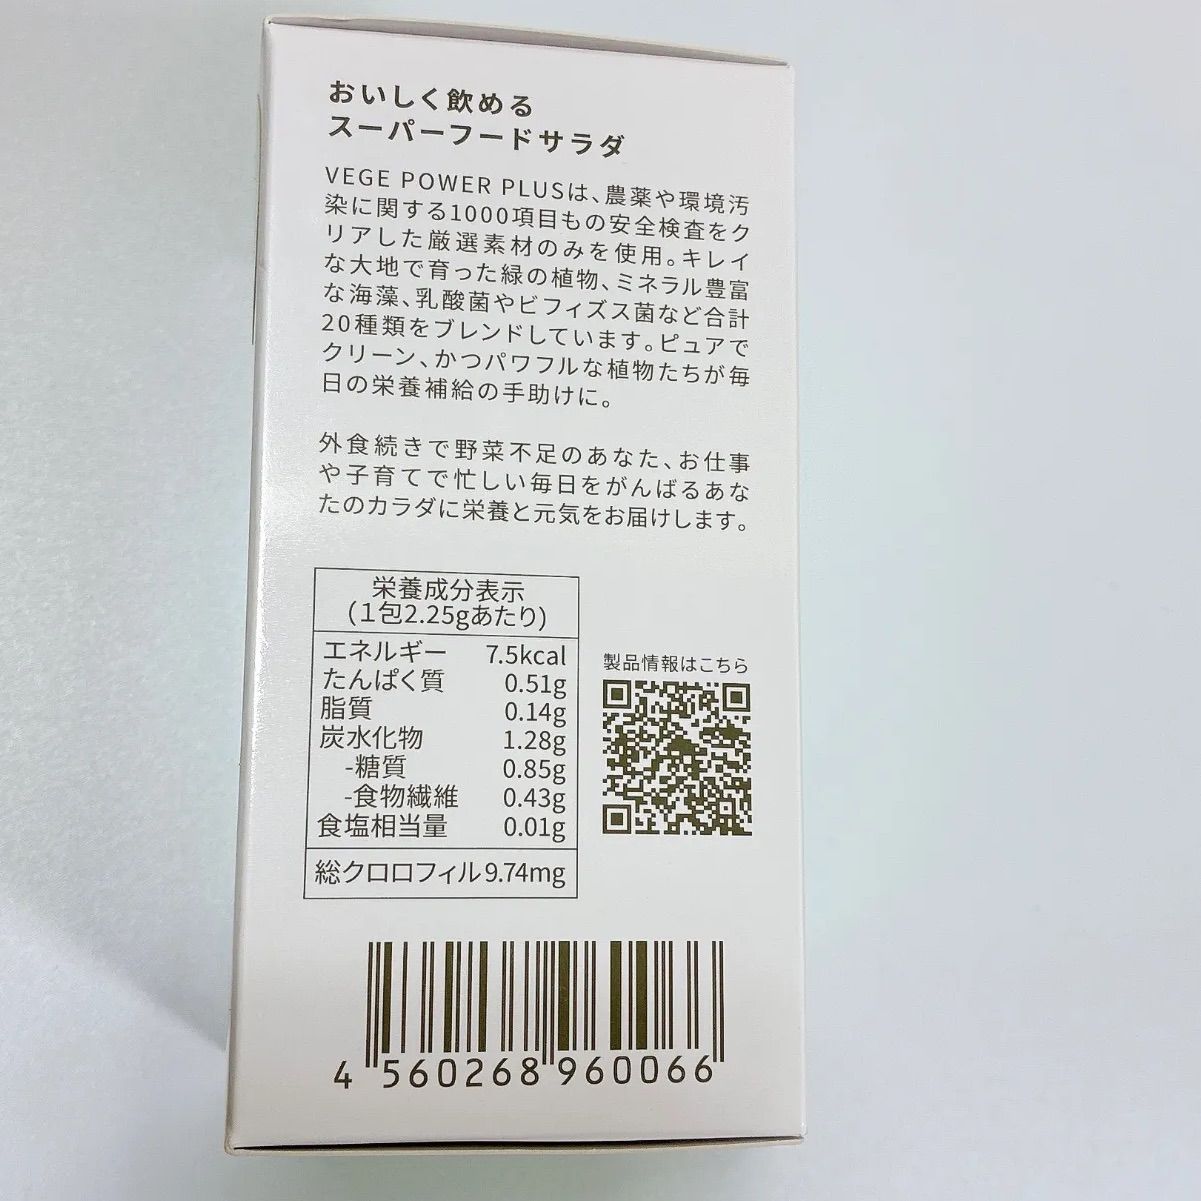 おいしく飲める
スーパーフードサラダ
VEGE POWER PLUSは、農薬や環境汚
染に関する1000項目もの安全検査をク
リアした厳選素材のみを使用。キレイ
な大地で育った緑の植物、ミネラル豊富
な海藻、乳酸菌やビフィズス菌など合計
20種類をブレンドしています。ピュアで
クリーン、かつパワフルな植物たちが毎
日の栄養補給の手助けに。
外食続きで野菜不足のあなた、お仕事
や子育てで忙しい毎日をがんばるあな
たのカラダに栄養と元気をお届けします。
栄養成分表示
(1包2.25gあたり)
エネルギー 7.5kcal
たんぱく質 0.51g
脂質 0.14g
炭水化物 1.28g
-糖質 0.85g
-食物繊維 0.43g
食塩相当量 0.01g
総クロロフィル 9.74mg
製品情報はこちら
4 560268 960066